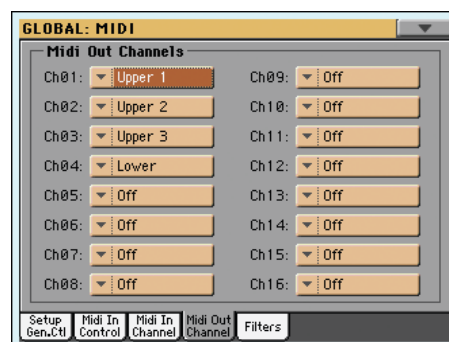 GLOBAL: MIDI
Midi Out Channels
Ch01: Upper 1 Ch09: Off
Ch02: Upper 2 Ch10: Off
Ch03: Upper 3 Ch11: Off
Ch04: Lower Ch12: Off
Ch05: Off Ch13: Off
Ch06: Off Ch14: Off
Ch07: Off Ch15: Off
Ch08: Off Ch16: Off
Setup Midi In Midi In Midi Out
Gen.Ctl Control Channel Channel Filters